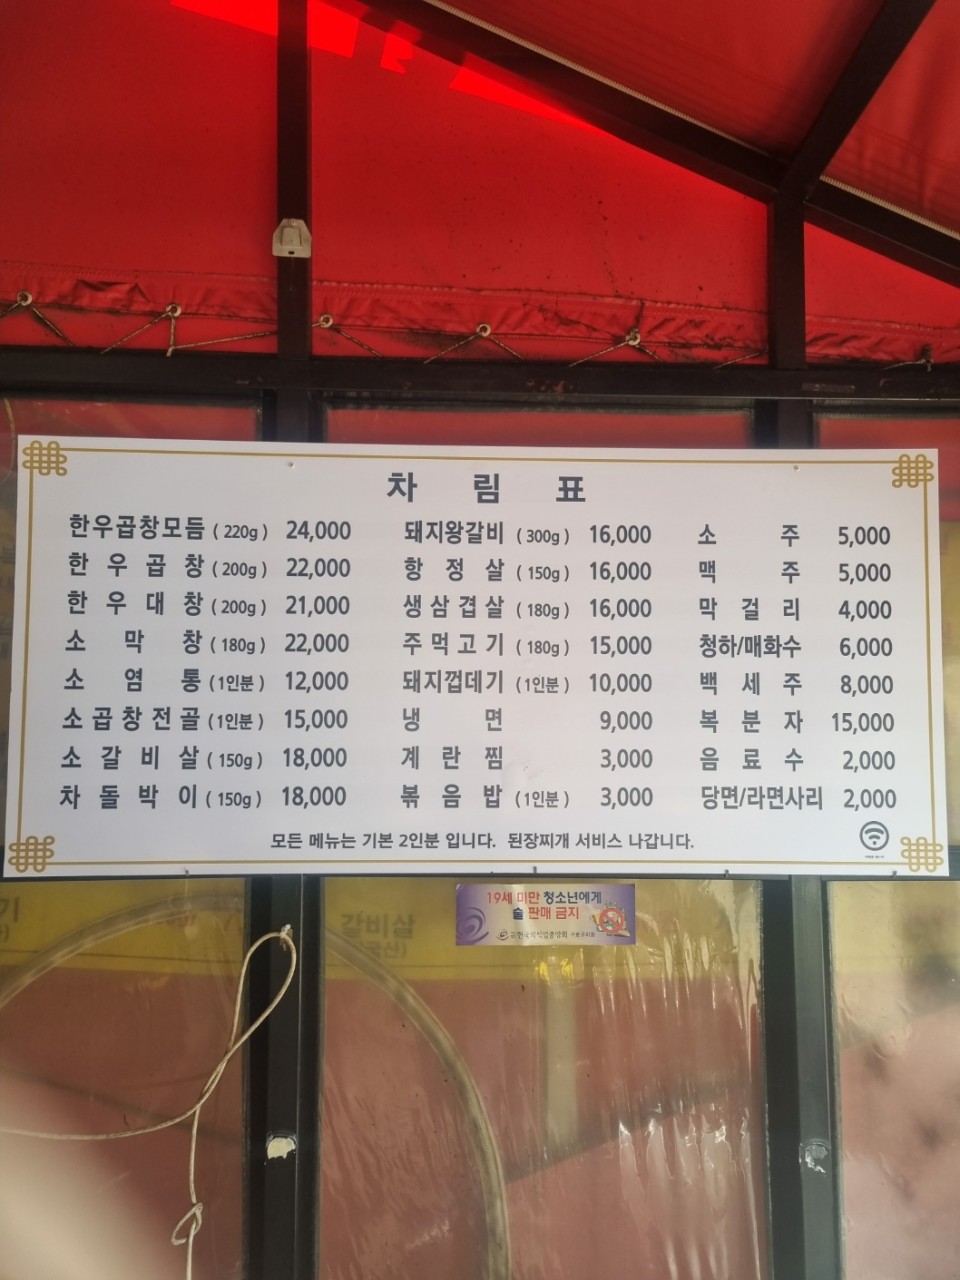 차림표
한우곱창모듬 (220g) 24,000
한우곱창 (200g) 22,000
한우대창 (200g) 21,000
소막창 (180g) 22,000
소염통 (1인분) 12,000
소곱창전골 (1인분) 15,000
소갈비살 (150g) 18,000
차돌박이 (150g) 18,000
돼지왕갈비 (300g) 16,000
항정살 (150g) 16,000
생삼겹살 (180g) 16,000
주먹고기 (180g) 15,000
돼지껍데기 (1인분) 10,000
냉면 9,000
계란찜 3,000
볶음밥 (1인분) 3,000
소주 5,000
맥주 5,000
막걸리 4,000
청하/매화수 6,000
백세주 8,000
복분자 15,000
음료수 2,000
당면/라면사리 2,000
모든 메뉴는 기본 2인분 입니다. 된장찌개 서비스 나갑니다.
19세 미만 청소년에게
술 판매 금지
갈비살